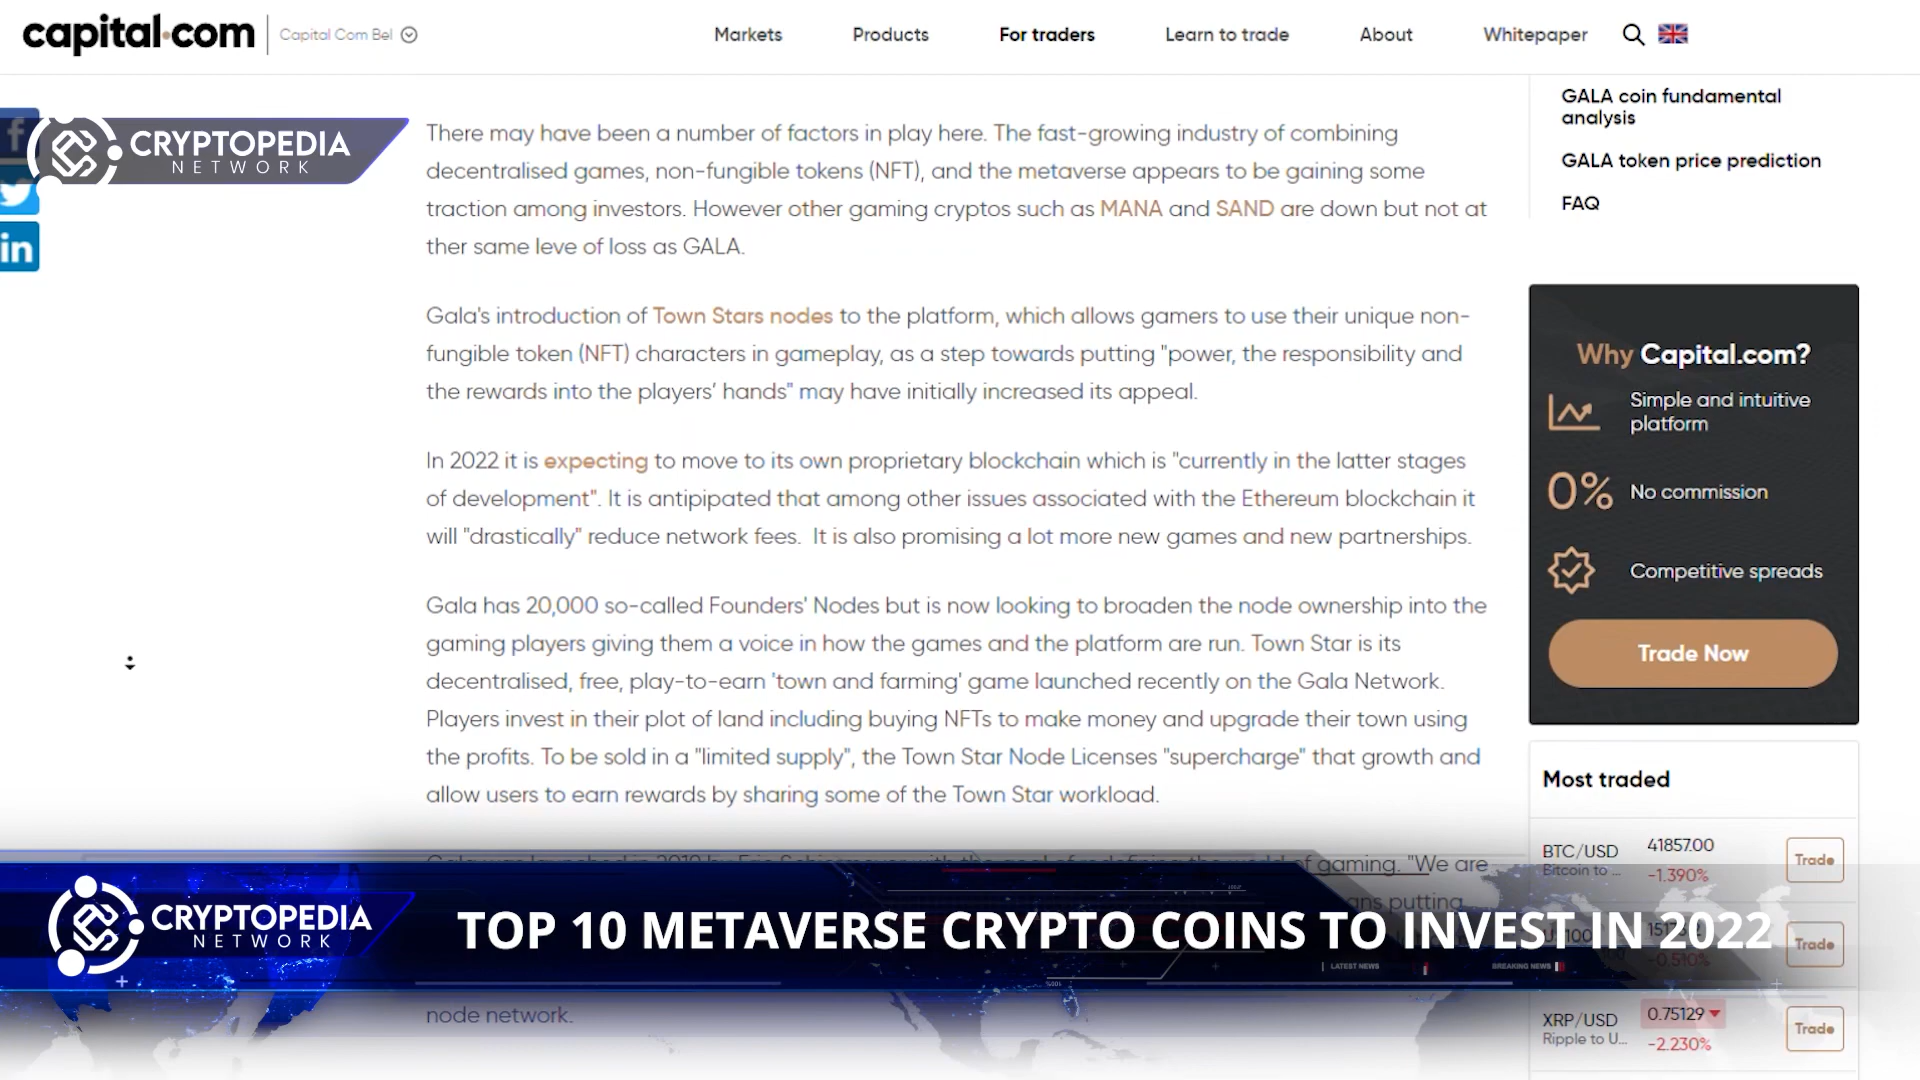 capital.com
Capital Com Bel
Markets
Products
For traders
Learn to trade
About
Whitepaper
CRYPTOPEDIA
NETWORK
There may have been a number of factors in play here. The fast-growing industry of combining
decentralised games, non-fungible tokens (NFT), and the metaverse appears to be gaining some
traction among investors. However other gaming cryptos such as MANA and SAND are down but not at
ther same leve of loss as GALA.
Gala's introduction of Town Stars nodes to the platform, which allows gamers to use their unique non-
fungible token (NFT) characters in gameplay, as a step towards putting "power, the responsibility and
the rewards into the players’ hands" may have initially increased its appeal.
In 2022 it is expecting to move to its own proprietary blockchain which is "currently in the latter stages
of development". It is antipipated that among other issues associated with the Ethereum blockchain it
will "drastically" reduce network fees.  It is also promising a lot more new games and new partnerships.
Gala has 20,000 so-called Founders' Nodes but is now looking to broaden the node ownership into the
gaming players giving them a voice in how the games and the platform are run. Town Star is its
decentralised, free, play-to-earn 'town and farming' game launched recently on the Gala Network.
Players invest in their plot of land including buying NFTs to make money and upgrade their town using
the profits. To be sold in a "limited supply", the Town Star Node Licenses "supercharge" that growth and
allow users to earn rewards by sharing some of the Town Star workload.
of gaming. "We are
putting
node network.
GALA coin fundamental
analysis
GALA token price prediction
FAQ
Why Capital.com?
Simple and intuitive
platform
0% No commission
Competitive spreads
Trade Now
Most traded
BTC/USD 41857.00 Trade
Bitcoin to ... -1.390%
Trade
-0.510%
XRP/USD 0.75129 Trade
Ripple to U... -2.230%
CRYPTOPEDIA
NETWORK
TOP 10 METAVERSE CRYPTO COINS TO INVEST IN 2022
LATEST NEWS
BREAKING NEWS